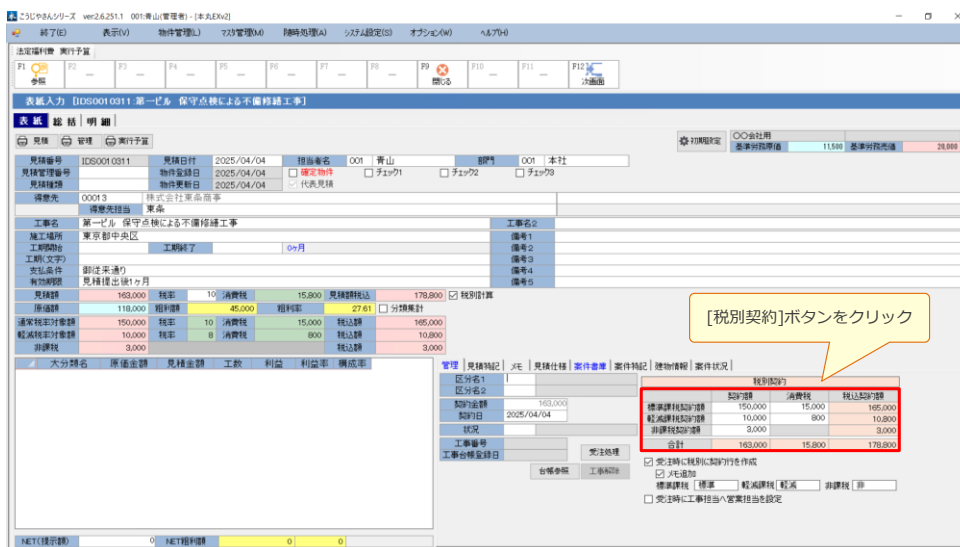 こうじやさんシリーズ ver:2.6.251.1 001:青山(管理者) - [本丸EXv2]
終了(E) 表示(V) 物件管理(L) マスタ管理(M) 随時処理(A) システム設定(S) オプション(W) ヘルプ(H)
法定福利費 実行予算
F1 参照 F2 F3 F4 F5 F6 F7 F8 F9 閉じる F10 F11 F12 次画面
表紙入力 [IDS0010311:第一ビル 保守点検による不備修繕工事]
表紙 総括 明細
見積 管理 実行予算
初期設定 〇〇会社用
基準労務原価 11,500 基準労務売価 20,000
見積番号 IDS0010311 見積日付 2025/04/04 担当者名 001 青山 部門 001 本社
見積管理番号 物件登録日 2025/04/04 確定物件 チェック1 チェック2 チェック3
見積種類 物件更新日 2025/04/04 代表見積
得意先 00013 株式会社東条商事
得意先担当 東条
工事名 第一ビル 保守点検による不備修繕工事 工事名2
施工場所 東京都中央区 備考1
工期開始 工期終了 0ヶ月 備考2
工期(文字) 備考3
支払条件 御従来通り 備考4
有効期限 見積提出後1ヶ月 備考5
見積額 163,000 税率 10 消費税 15,800 見積額税込 178,800 税別計算
原価額 118,000 粗利額 45,000 粗利率 27.61 分類集計
通常税率対象額 150,000 税率 10 消費税 15,000 税込額 165,000
軽減税率対象額 10,000 税率 8 消費税 800 税込額 10,800
非課税 3,000 税込額 3,000
[税別契約]ボタンをクリック
大分類名 原価金額 見積金額 工数 利益 利益率 構成率
管理 見積特記 メモ 見積仕様 案件書庫 案件特記 建物情報 案件状況
区分名1
区分名2
契約金額 163,000
契約日 2025/04/04
状況
工事番号
工事台帳登録日 受注処理
台帳参照 工事解除
税別契約
契約額 消費税 税込契約額
標準課税契約額 150,000 15,000 165,000
軽減課税契約額 10,000 800 10,800
非課税契約額 3,000 3,000
合計 163,000 15,800 178,800
受注時に税別に契約行を作成
メモ追加
標準課税 標準 軽減課税 軽減 非課税 非
受注時に工事担当へ営業担当を設定
NET(提示額) 0 NET粗利額 0 0